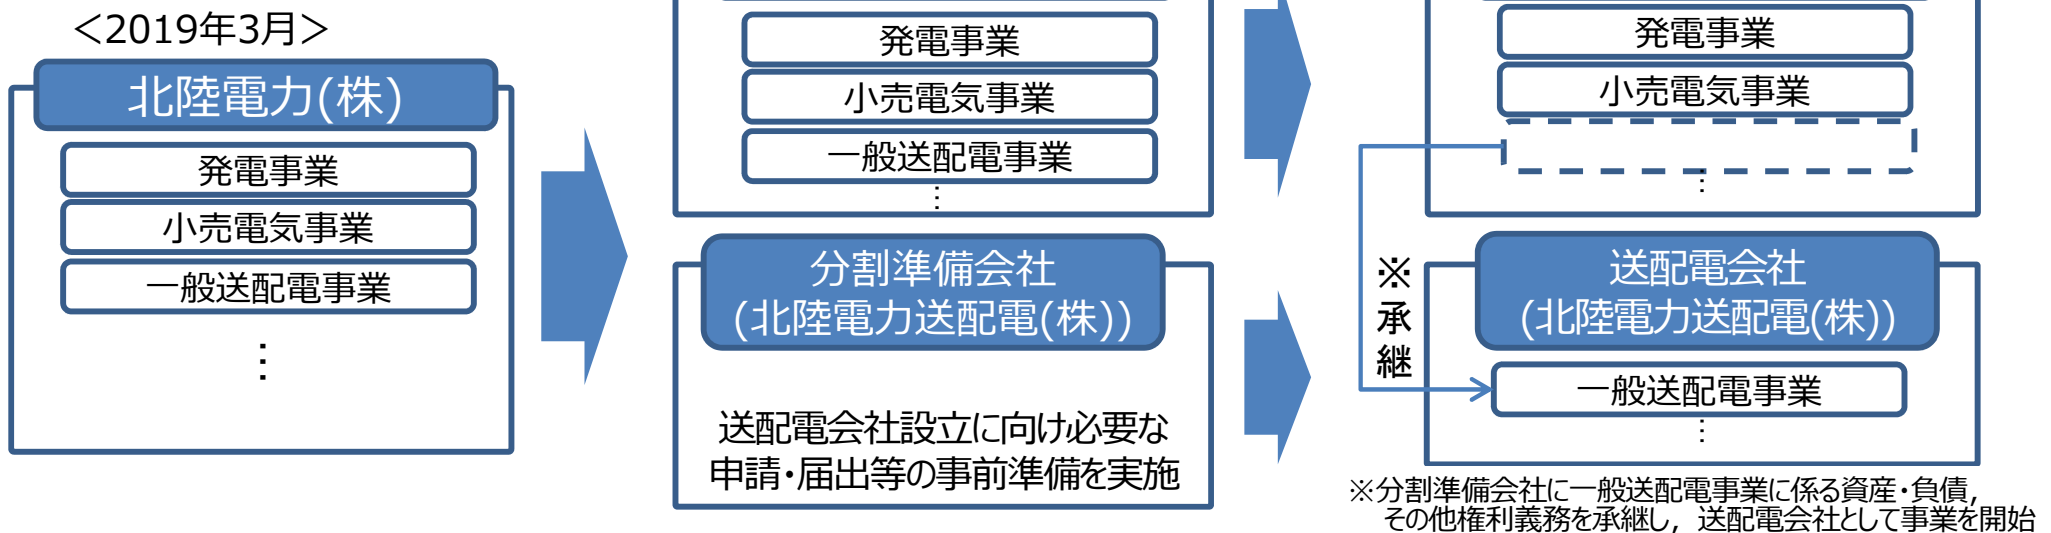 ＜2019年3月＞
北陸電力(株)
発電事業
小売電気事業
一般送配電事業
⋮
発電事業
小売電気事業
一般送配電事業
⋮
分割準備会社
(北陸電力送配電(株))
送配電会社設立に向け必要な
申請・届出等の事前準備を実施
発電事業
小売電気事業
⋮
※承継
送配電会社
(北陸電力送配電(株))
一般送配電事業
⋮
※分割準備会社に一般送配電事業に係る資産・負債，
その他権利義務を承継し，送配電会社として事業を開始